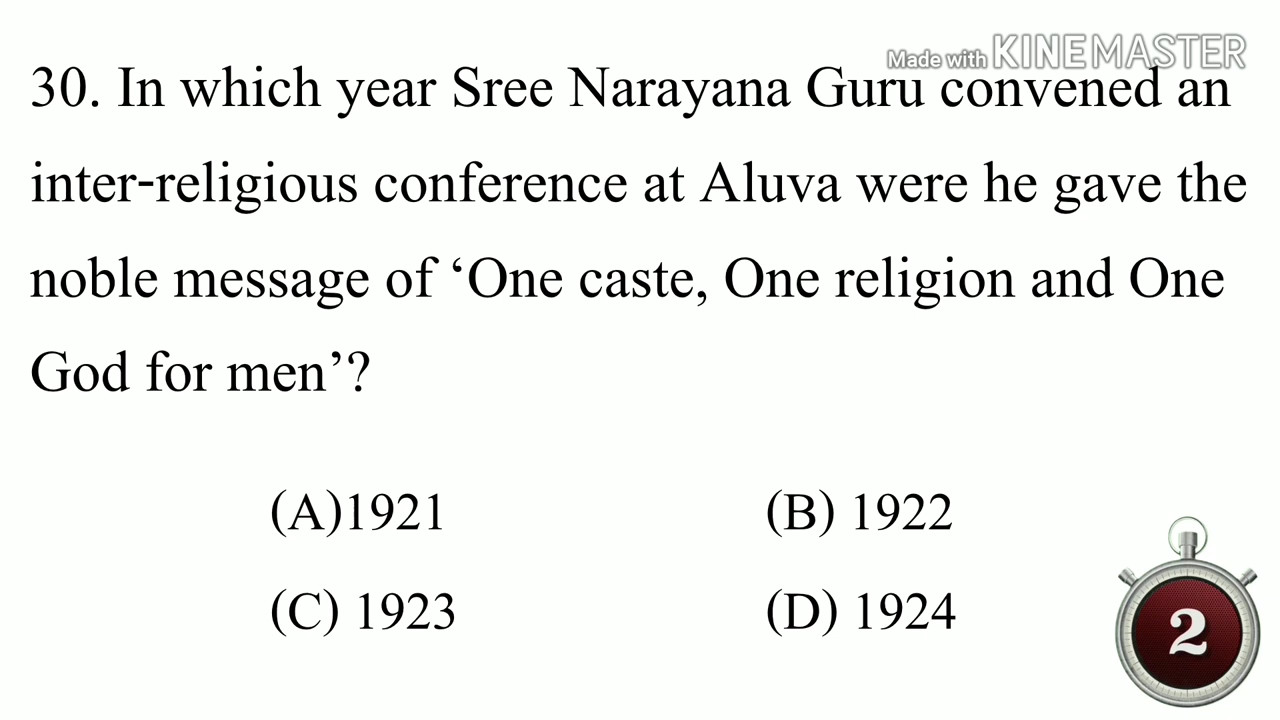 Made with KINEMASTER
30. In which year Sree Narayana Guru convened an
inter-religious conference at Aluva were he gave the
noble message of ‘One caste, One religion and One
God for men’?
(A)1921
(B) 1922
(C) 1923
(D) 1924
2